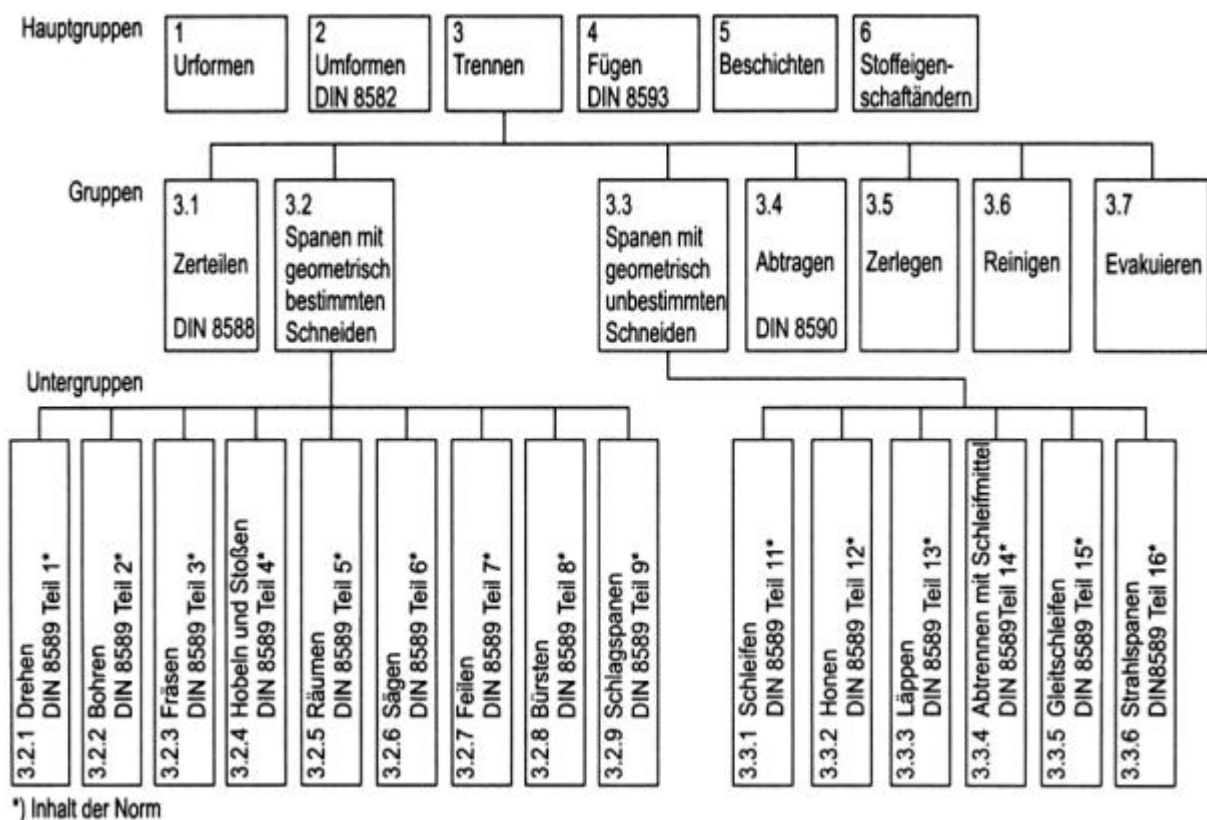 Hauptgruppen
1
Urformen
2
Umformen
DIN 8582
3
Trennen
4
Fügen
DIN 8593
5
Beschichten
6
Stoffeigen-
schaftändern
Gruppen
3.1
Zerteilen
DIN 8588
3.2
Spanen mit
geometrisch
bestimmten
Schneiden
3.3
Spanen mit
geometrisch
unbestimmten
Schneiden
3.4
Abtragen
DIN 8590
3.5
Zerlegen
3.6
Reinigen
3.7
Evakuieren
Untergruppen
3.2.1 Drehen
DIN 8589 Teil 1*
3.2.2 Bohren
DIN 8589 Teil 2*
3.2.3 Fräsen
DIN 8589 Teil 3*
3.2.4 Hobeln und Stoßen
DIN 8589 Teil 4*
3.2.5 Räumen
DIN 8589 Teil 5*
3.2.6 Sägen
DIN 8589 Teil 6*
3.2.7 Feilen
DIN 8589 Teil 7*
3.2.8 Bürsten
DIN 8589 Teil 8*
3.2.9 Schlagspanen
DIN 8589 Teil 9*
3.3.1 Schleifen
DIN 8589 Teil 11*
3.3.2 Honen
DIN 8589 Teil 12*
3.3.3 Läppen
DIN 8589 Teil 13*
3.3.4 Abtrennen mit Schleifmittel
DIN 8589Teil 14*
3.3.5 Gleitschleifen
DIN 8589 Teil 15*
3.3.6 Strahlspanen
DIN8589 Teil 16*
*) Inhalt der Norm